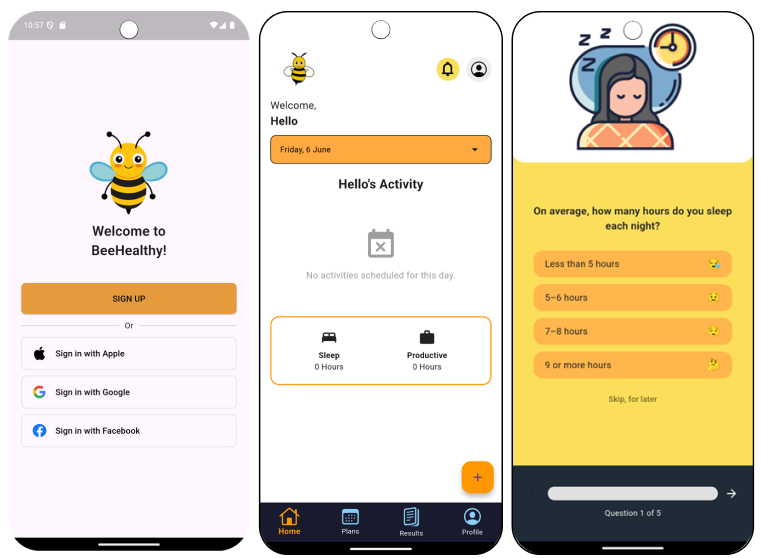 10:57
Welcome to
BeeHealthy!
SIGN UP
Or
Sign in with Apple
Sign in with Google
Sign in with Facebook
Welcome,
Hello
Friday, 6 June
Hello's Activity
No activities scheduled for this day.
Sleep
0 Hours
Productive
0 Hours
+
Home
Plans
Results
Profile
z z
Z
On average, how many hours do you sleep
each night?
Less than 5 hours
5–6 hours
7–8 hours
9 or more hours
Skip, for later
Question 1 of 5